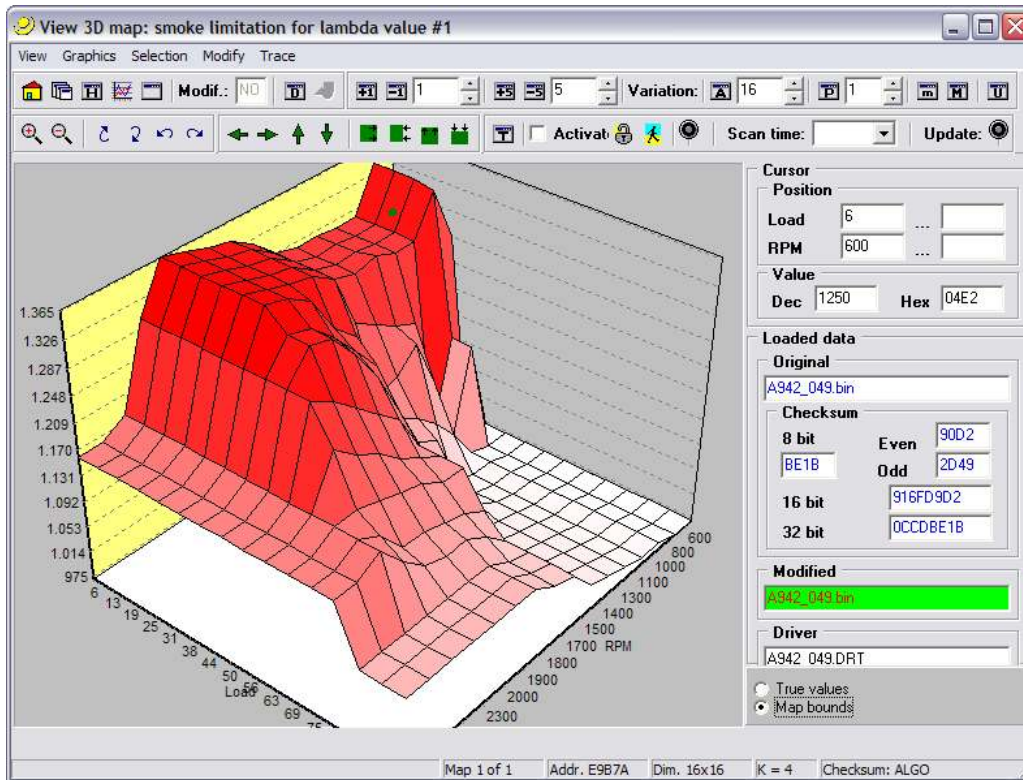 View 3D map: smoke limitation for lambda value #1
View Graphics Selection Modify Trace
H Modif.: NO D +1 -1 1 +5 -5 5 Variation: A 16 P 1 m M U
T Activat Scan time: Update:
Cursor
Position
Load 6 ...
RPM 600 ...
Value
Dec 1250 Hex 04E2
Loaded data
Original
A942_049.bin
Checksum
8 bit Even 90D2
BE1B Odd 2D49
16 bit 916FD9D2
32 bit 0CCDBE1B
Modified
A942_049.bin
Driver
A942_049.DRT
True values
Map bounds
1.365
1.326
1.287
1.248
1.209
1.170
1.131
1.092
1.053
1.014
975
6
13
19
25
31
38
44
50
56
63
69
75
Load
600
800
1000
1100
1300
1400
1500
1700 RPM
1800
1900
2000
2300
Map 1 of 1 Addr. E9B7A Dim. 16x16 K = 4 Checksum: ALGO